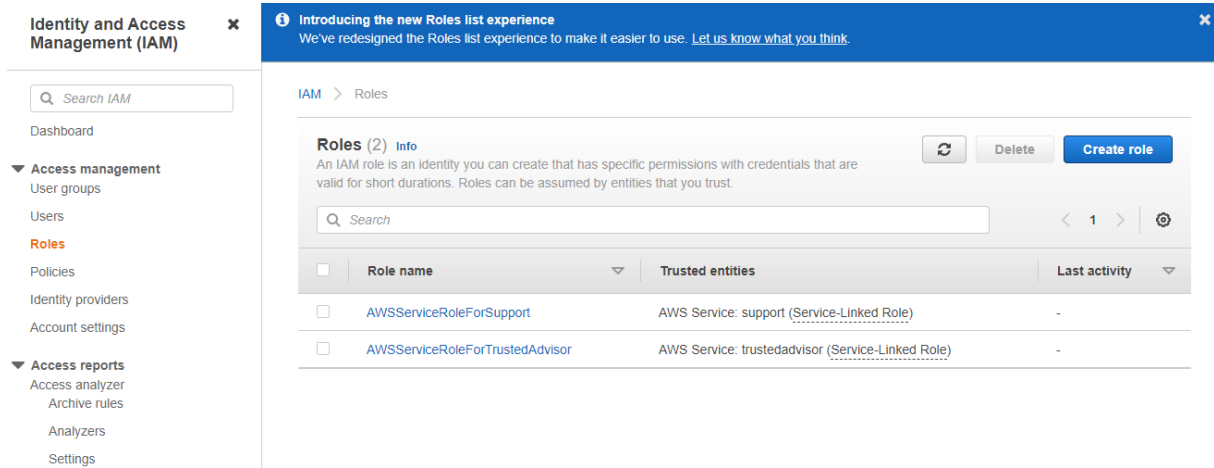 Identity and Access
Management (IAM)
Search IAM
Dashboard
Access management
User groups
Users
Roles
Policies
Identity providers
Account settings
Access reports
Access analyzer
Archive rules
Analyzers
Settings
Introducing the new Roles list experience
We've redesigned the Roles list experience to make it easier to use. Let us know what you think.
IAM > Roles
Roles (2) Info
An IAM role is an identity you can create that has specific permissions with credentials that are
valid for short durations. Roles can be assumed by entities that you trust.
Delete
Create role
Search
1
Role name Trusted entities Last activity
AWSServiceRoleForSupport AWS Service: support (Service-Linked Role) -
AWSServiceRoleForTrustedAdvisor AWS Service: trustedadvisor (Service-Linked Role) -